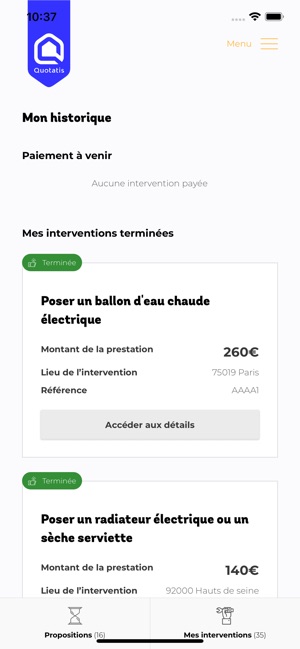 10:37
Quotatis
Menu
Mon historique
Paiement à venir
Aucune intervention payée
Mes interventions terminées
Terminée
Poser un ballon d'eau chaude
électrique
Montant de la prestation 260€
Lieu de l'intervention 75019 Paris
Référence AAAA1
Accéder aux détails
Terminée
Poser un radiateur électrique ou un
sèche serviette
Montant de la prestation 140€
Lieu de l'intervention 92000 Hauts de seine
Propositions (16) Mes interventions (35)